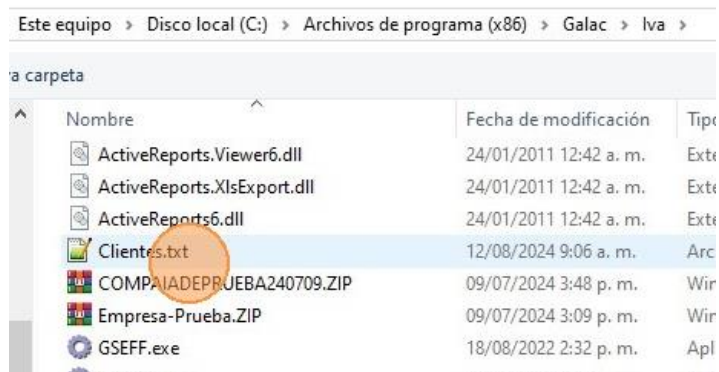 Este equipo > Disco local (C:) > Archivos de programa (x86) > Galac > Iva >
va carpeta
Nombre Fecha de modificación Tipo
ActiveReports.Viewer6.dll 24/01/2011 12:42 a. m. Exte
ActiveReports.XlsExport.dll 24/01/2011 12:42 a. m. Exte
ActiveReports6.dll 24/01/2011 12:42 a. m. Exte
Clientes.txt 12/08/2024 9:06 a. m. Arc
COMPAIADEPRUEBA240709.ZIP 09/07/2024 3:48 p. m. Win
Empresa-Prueba.ZIP 09/07/2024 3:09 p. m. Win
GSEFF.exe 18/08/2022 2:32 p. m. Apl